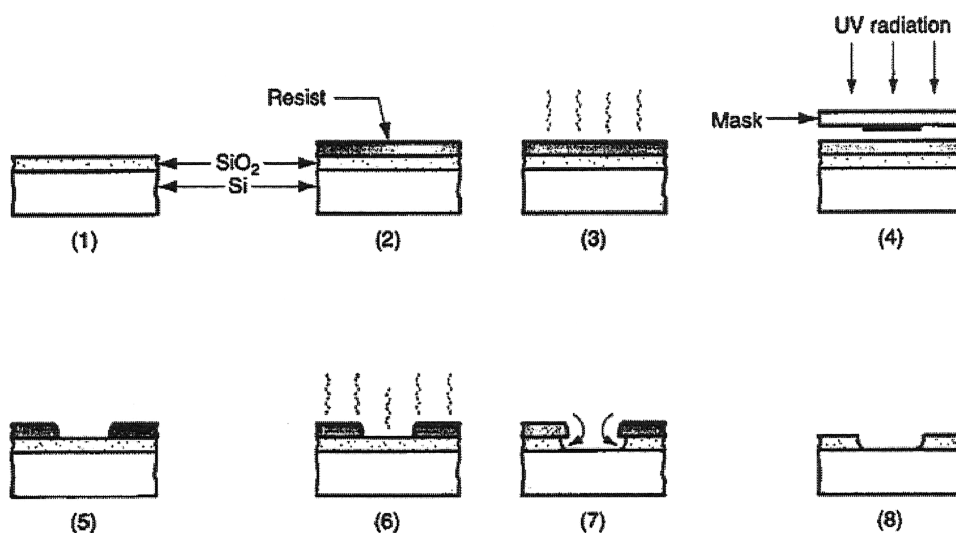 UV radiation
Resist
Mask
SiO₂
Si
(1)
(2)
(3)
(4)
(5)
(6)
(7)
(8)